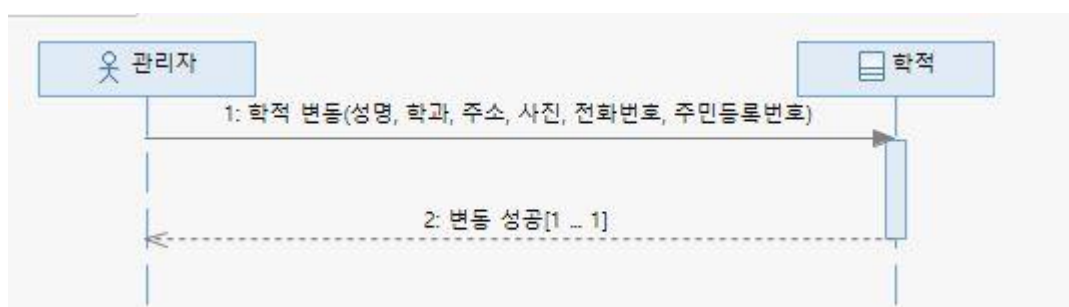 관리자
학적
1: 학적 변동(성명, 학과, 주소, 사진, 전화번호, 주민등록번호)
2: 변동 성공[1 ... 1]